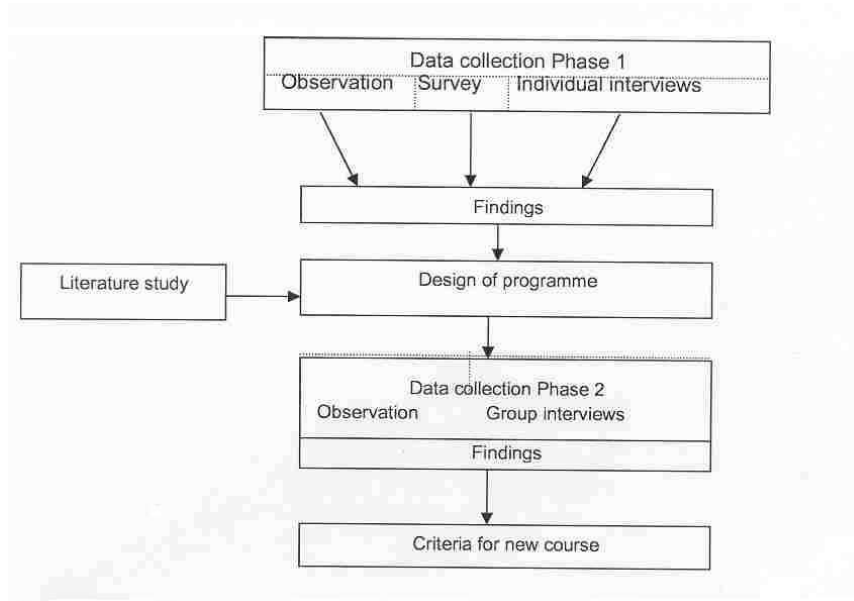 Data collection Phase 1
Observation Survey Individual interviews
Findings
Literature study
Design of programme
Data collection Phase 2
Observation Group interviews
Findings
Criteria for new course